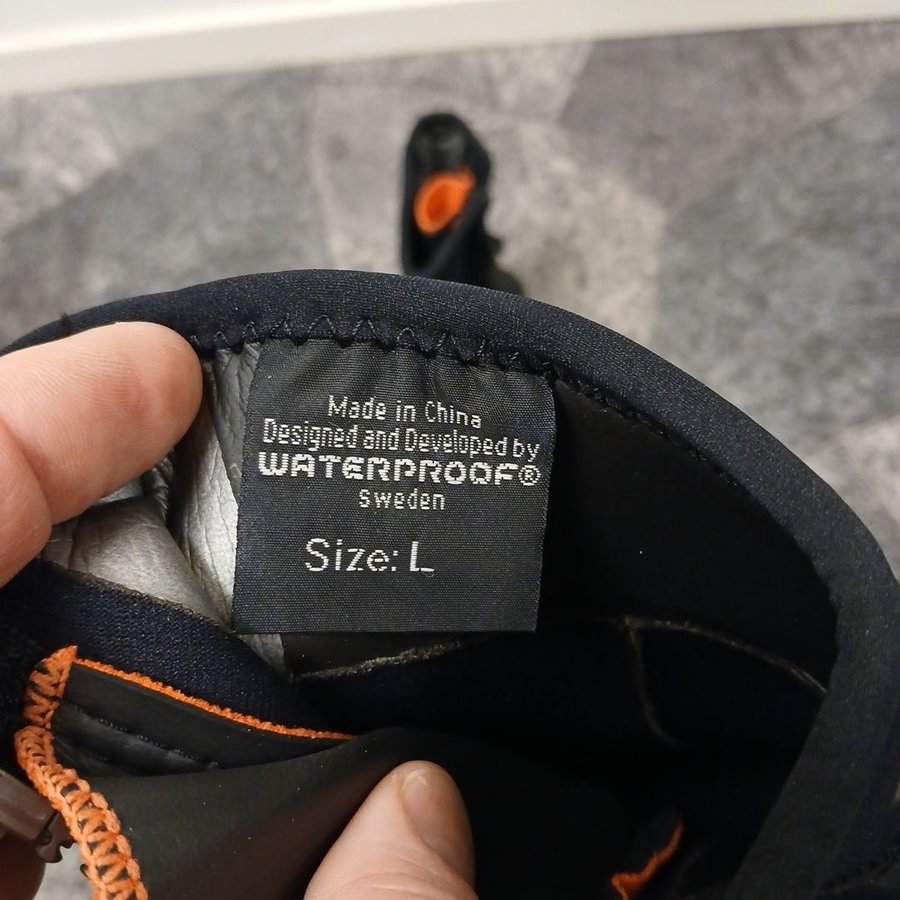 Made in China
Designed and Developed by
WATERPROOF®
Sweden
Size: L